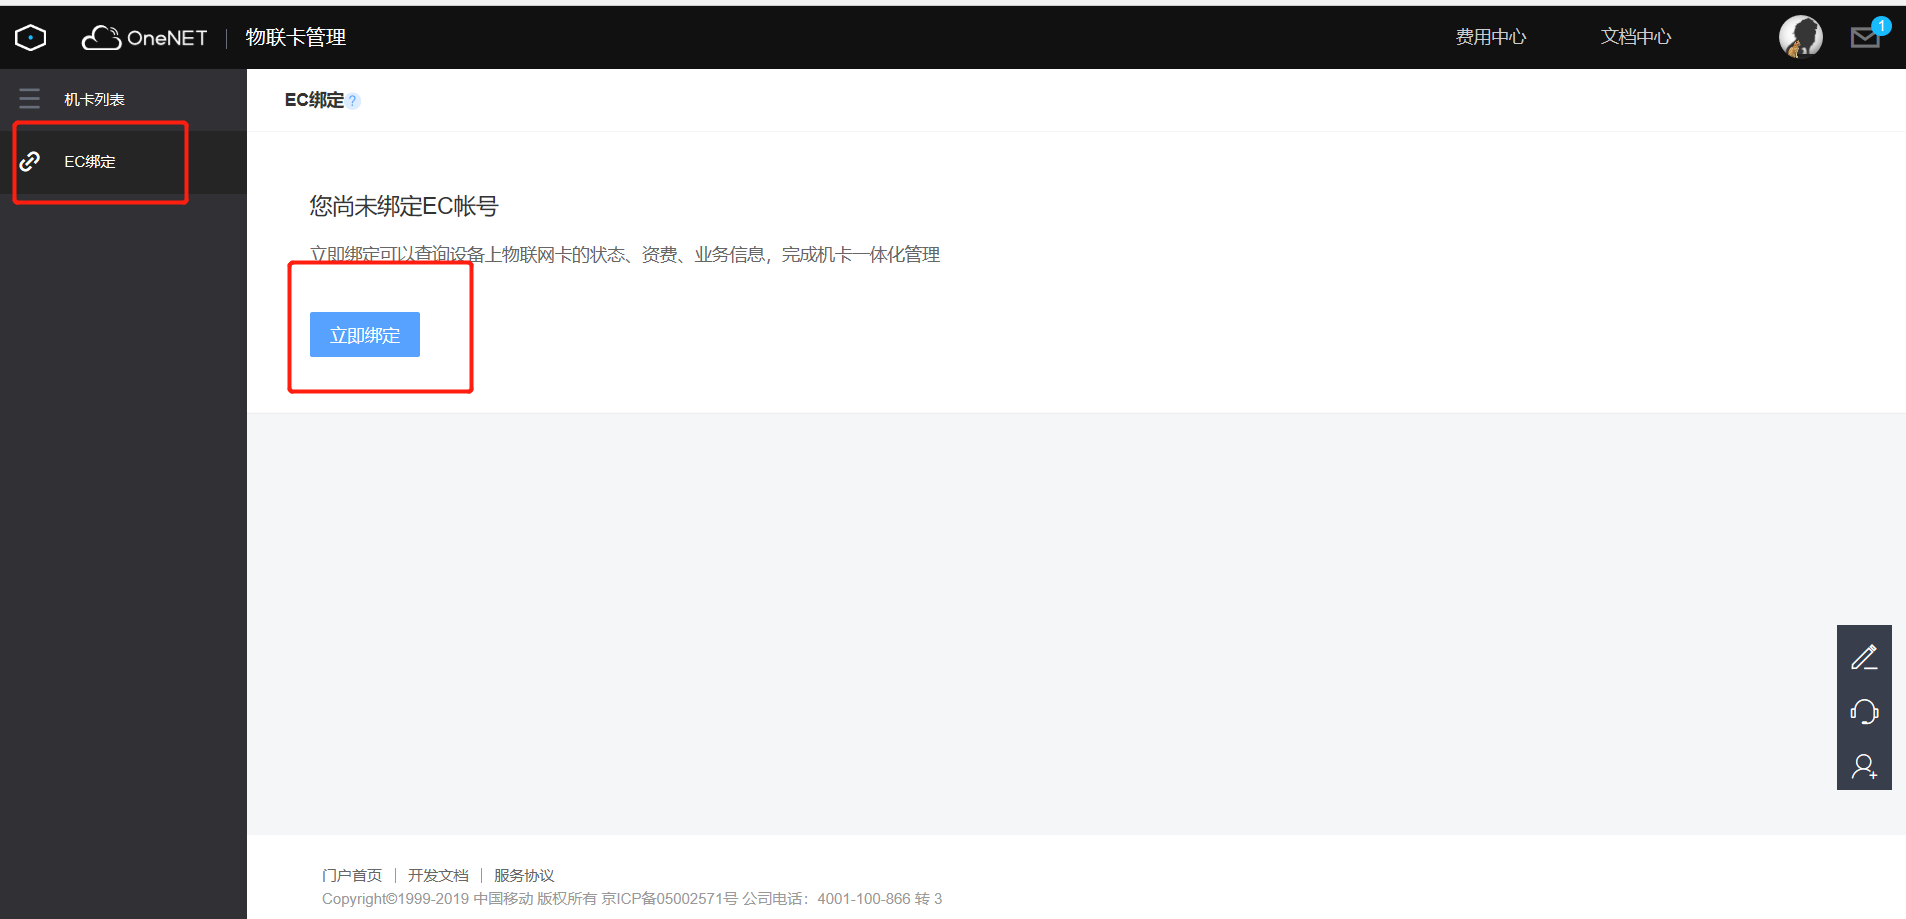 OneNET
物联卡管理
费用中心
文档中心
1
机卡列表
EC绑定
EC绑定?
您尚未绑定EC帐号
立即绑定可以查询设备上物联网卡的状态、资费、业务信息，完成机卡一体化管理
立即绑定
门户首页 | 开发文档 | 服务协议
Copyright©1999-2019 中国移动 版权所有 京ICP备05002571号 公司电话：4001-100-866 转 3